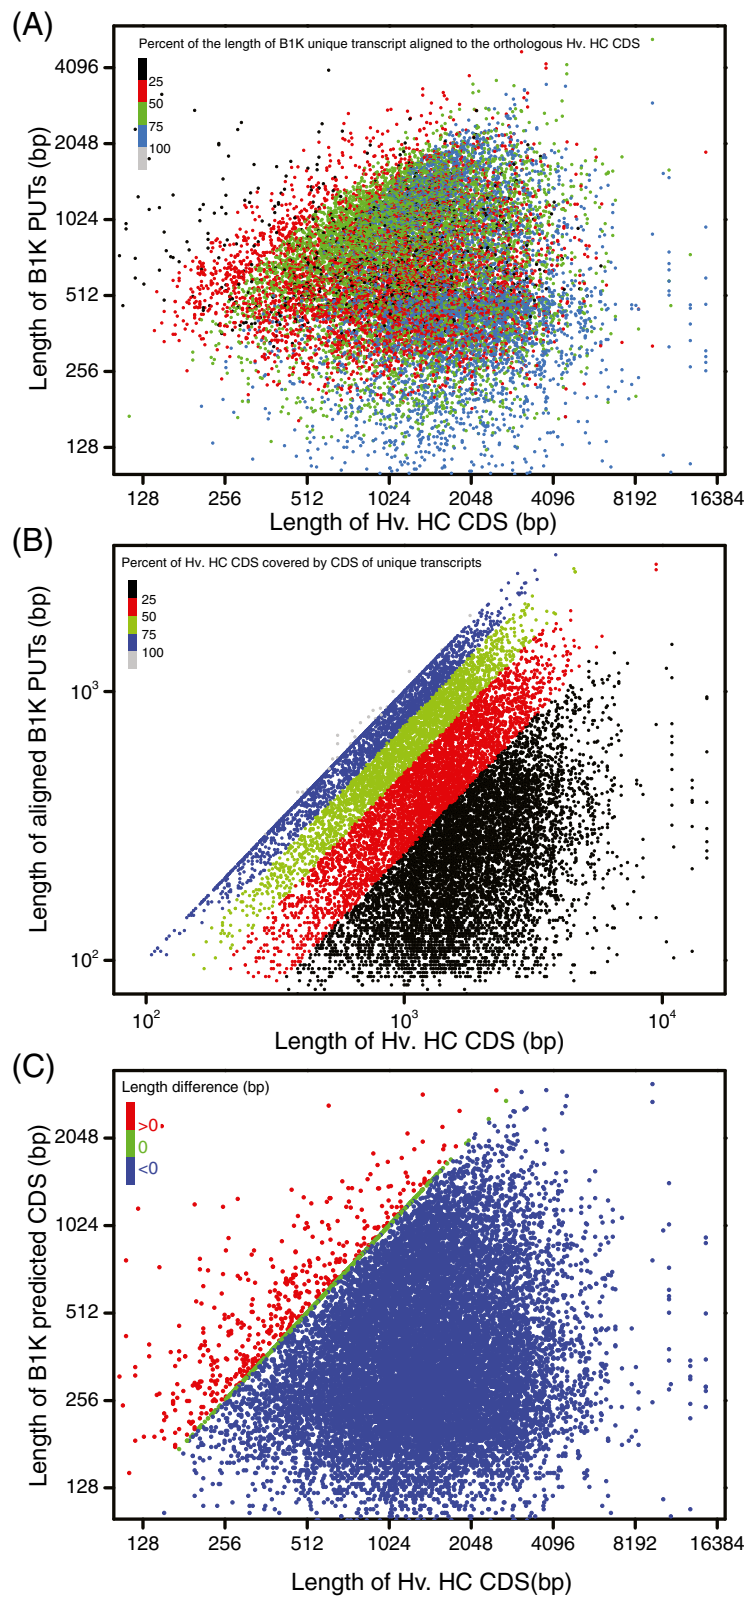 (A)
Percent of the length of B1K unique transcript aligned to the orthologous Hv. HC CDS
25
50
75
100
4096
2048
1024
512
256
128
Length of B1K PUTs (bp)
128 256 512 1024 2048 4096 8192 16384
Length of Hv. HC CDS (bp)
(B)
Percent of Hv. HC CDS covered by CDS of unique transcripts
25
50
75
100
10³
10²
Length of aligned B1K PUTs (bp)
10² 10³ 10⁴
Length of Hv. HC CDS (bp)
(C)
Length difference (bp)
>0
0
<0
2048
1024
512
256
128
Length of B1K predicted CDS (bp)
128 256 512 1024 2048 4096 8192 16384
Length of Hv. HC CDS(bp)